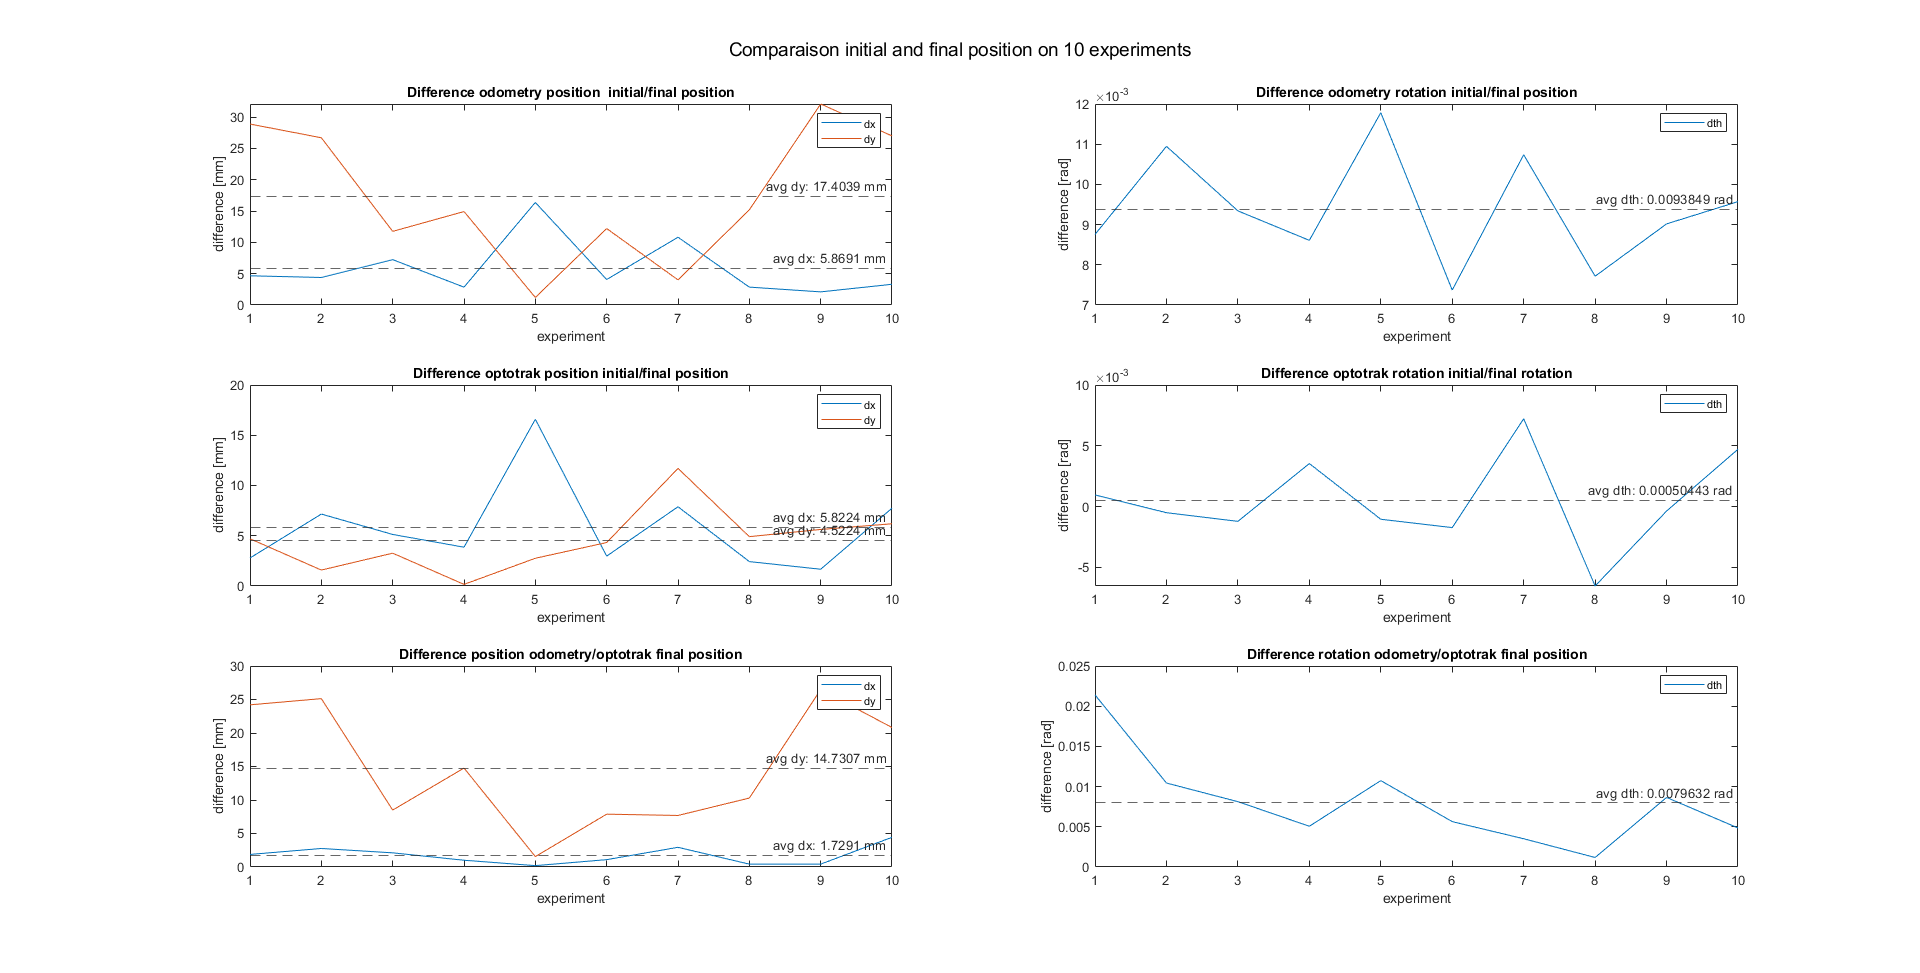 Comparaison initial and final position on 10 experiments
Difference odometry position  initial/final position
difference [mm]
30
25
20
15
10
5
0
dx
dy
avg dy: 17.4039 mm
avg dx: 5.8691 mm
1 2 3 4 5 6 7 8 9 10
experiment
Difference odometry rotation initial/final position
×10-3
difference [rad]
12
11
10
9
8
7
dth
avg dth: 0.0093849 rad
1 2 3 4 5 6 7 8 9 10
experiment
Difference optotrak position initial/final position
difference [mm]
20
15
10
5
0
dx
dy
avg dx: 5.8224 mm
avg dy: 4.5224 mm
1 2 3 4 5 6 7 8 9 10
experiment
Difference optotrak rotation initial/final rotation
×10-3
difference [rad]
10
5
0
-5
dth
avg dth: 0.00050443 rad
1 2 3 4 5 6 7 8 9 10
experiment
Difference position odometry/optotrak final position
difference [mm]
30
25
20
15
10
5
0
dx
dy
avg dy: 14.7307 mm
avg dx: 1.7291 mm
1 2 3 4 5 6 7 8 9 10
experiment
Difference rotation odometry/optotrak final position
difference [rad]
0.025
0.02
0.015
0.01
0.005
0
dth
avg dth: 0.0079632 rad
1 2 3 4 5 6 7 8 9 10
experiment